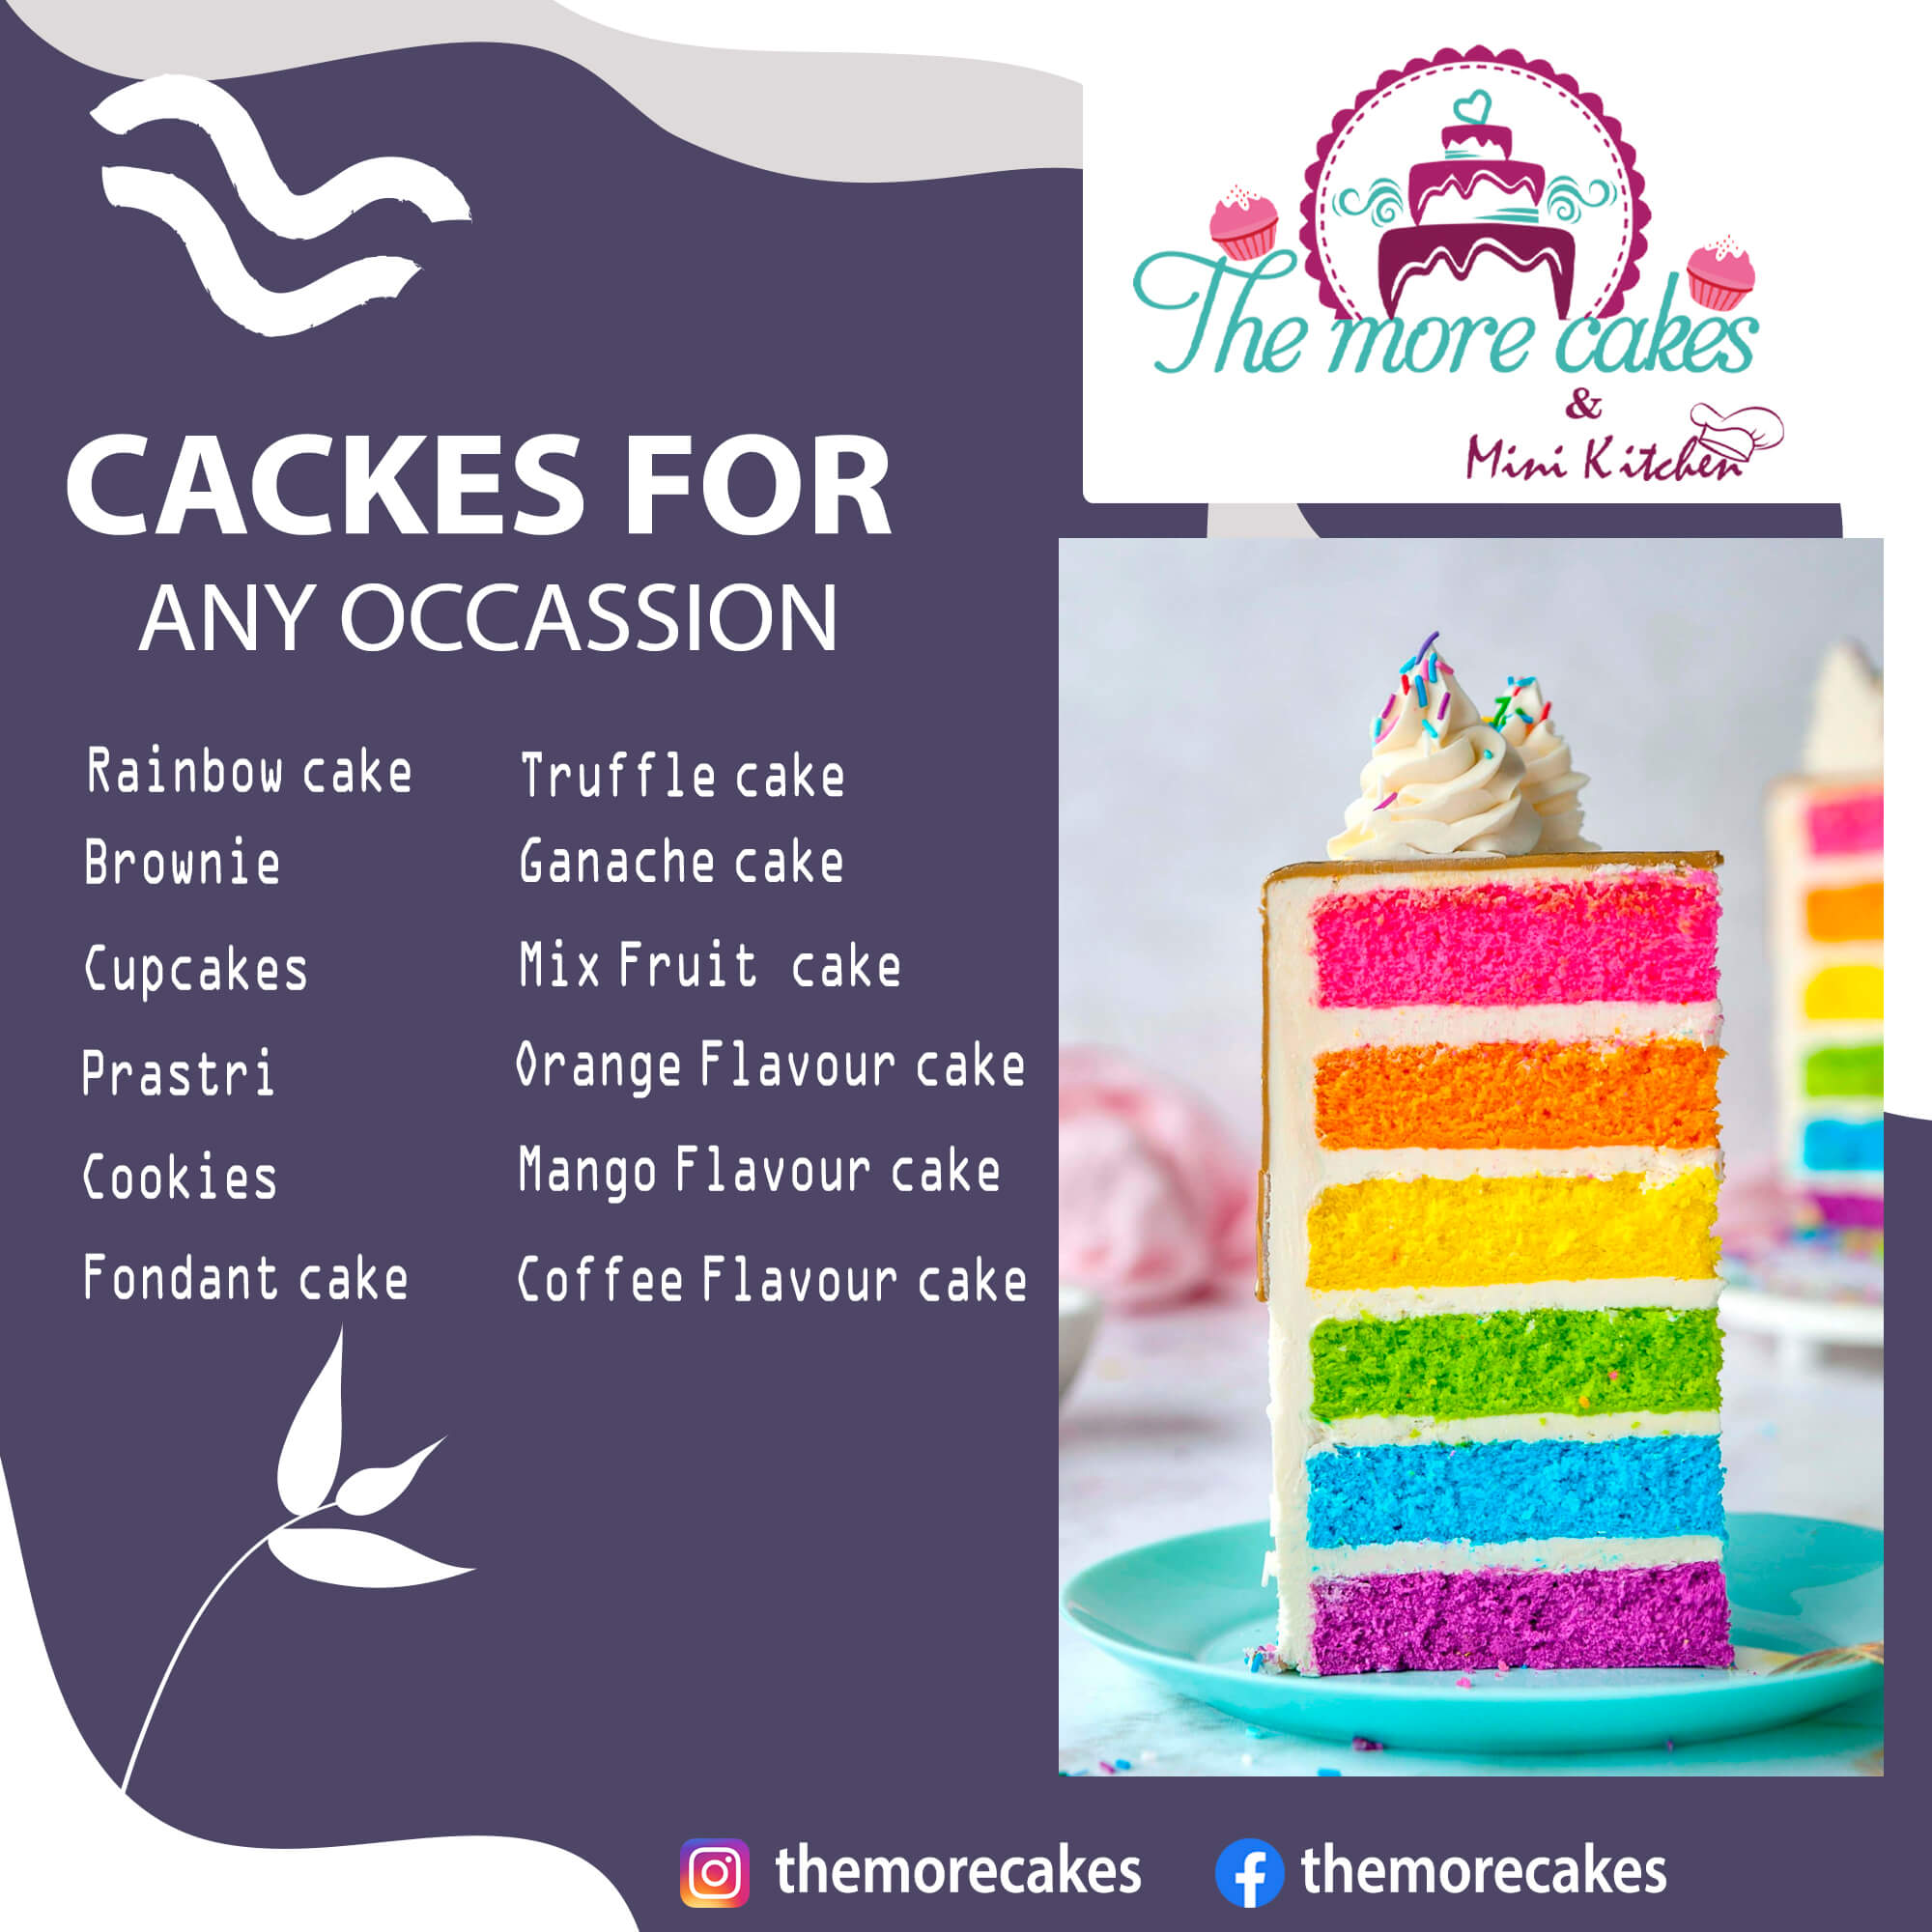 The more cakes
&
Mini Kitchen
CACKES FOR
ANY OCCASSION
Rainbow cake
Brownie
Cupcakes
Prastri
Cookies
Fondant cake
Truffle cake
Ganache cake
Mix Fruit cake
Orange Flavour cake
Mango Flavour cake
Coffee Flavour cake
themorecakes
themorecakes